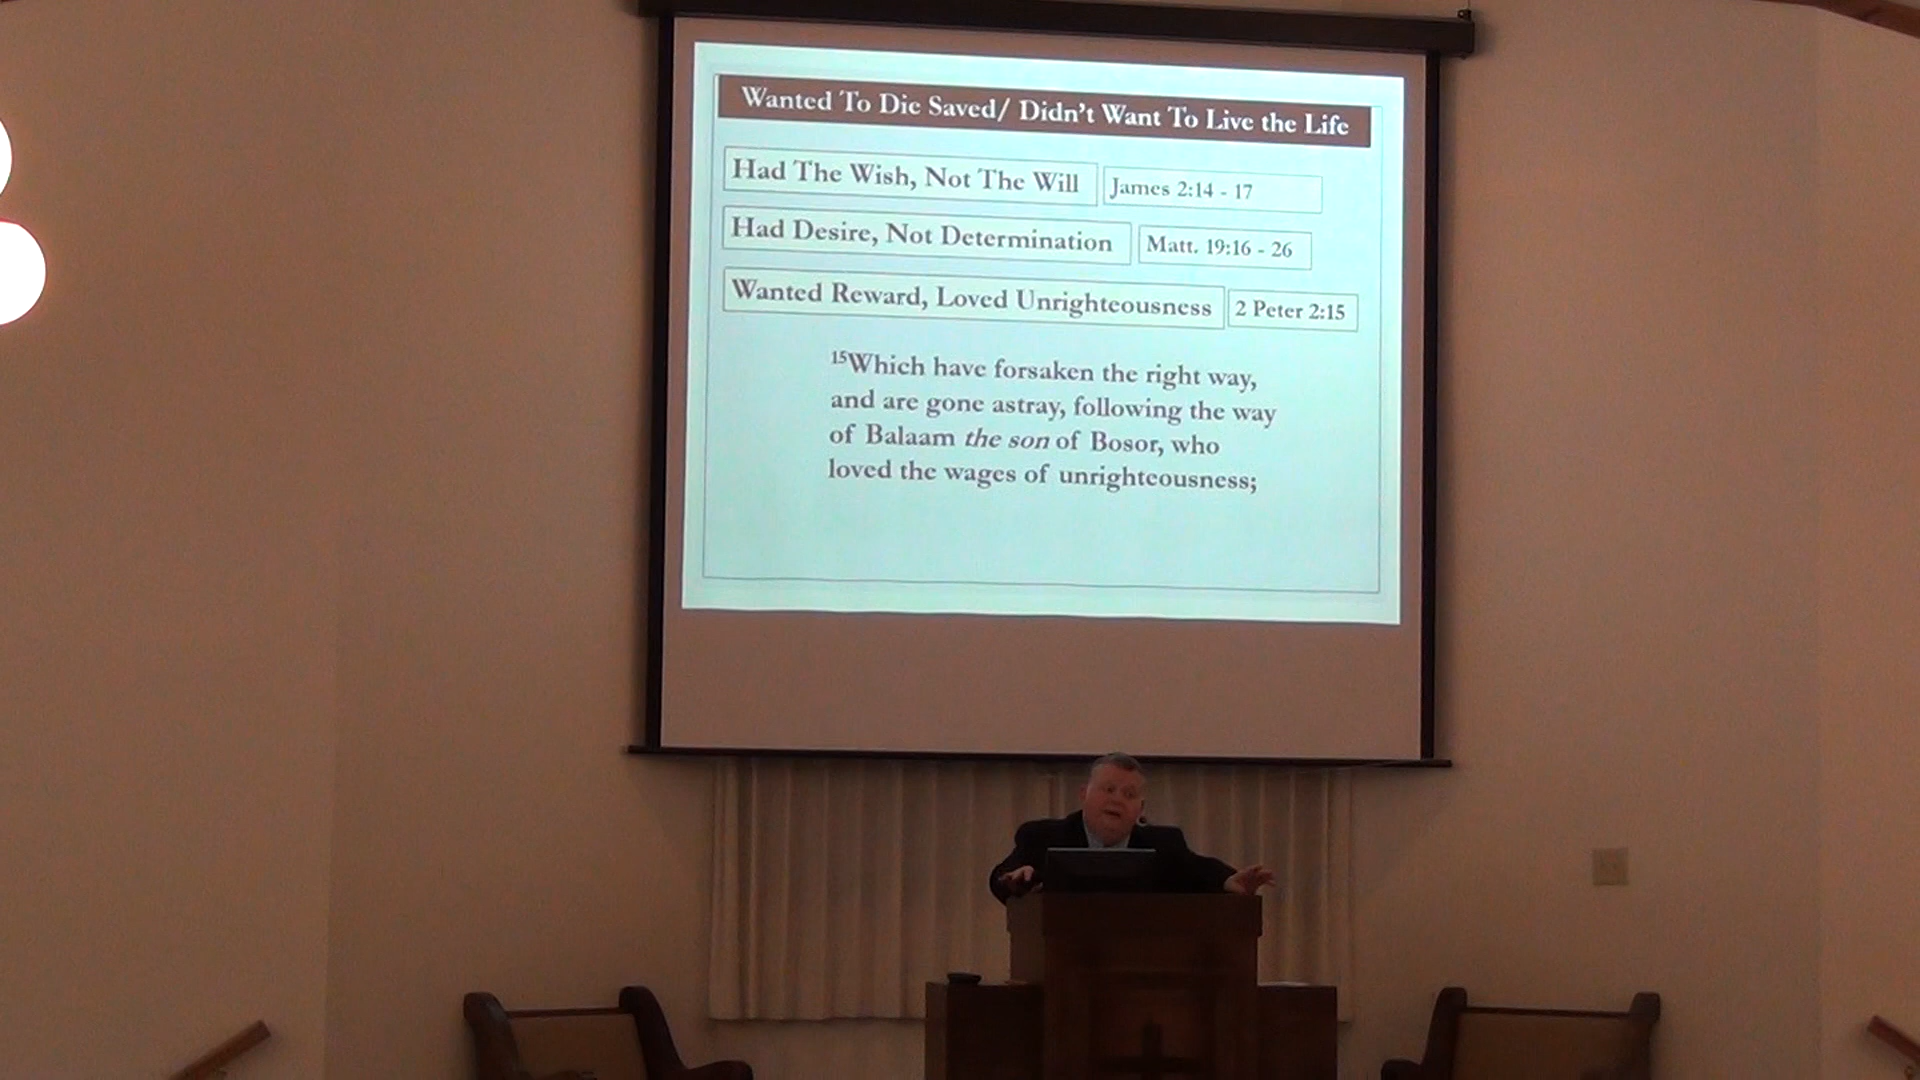 Wanted To Die Saved/ Didn't Want To Live the Life
Had The Wish, Not The Will James 2:14 - 17
Had Desire, Not Determination Matt. 19:16 - 26
Wanted Reward, Loved Unrighteousness 2 Peter 2:15
15Which have forsaken the right way,
and are gone astray, following the way
of Balaam the son of Bosor, who
loved the wages of unrighteousness;